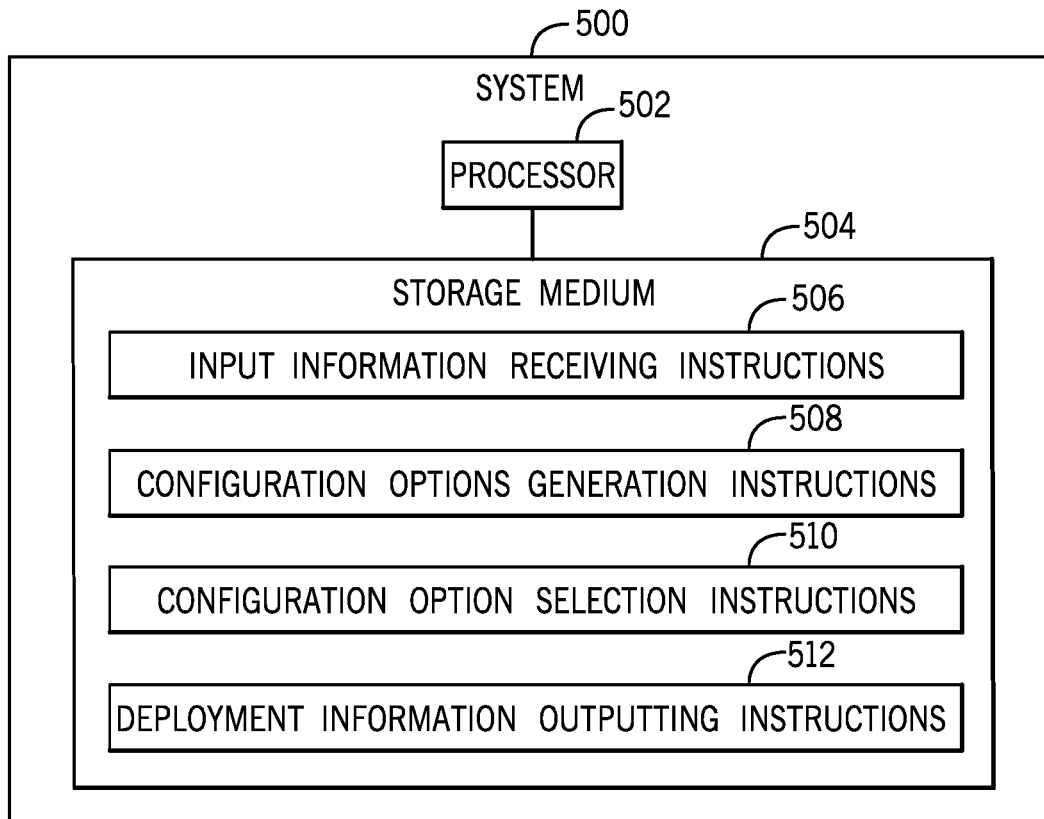 500
SYSTEM
502
PROCESSOR
504
STORAGE MEDIUM
506
INPUT INFORMATION RECEIVING INSTRUCTIONS
508
CONFIGURATION OPTIONS GENERATION INSTRUCTIONS
510
CONFIGURATION OPTION SELECTION INSTRUCTIONS
512
DEPLOYMENT INFORMATION OUTPUTTING INSTRUCTIONS